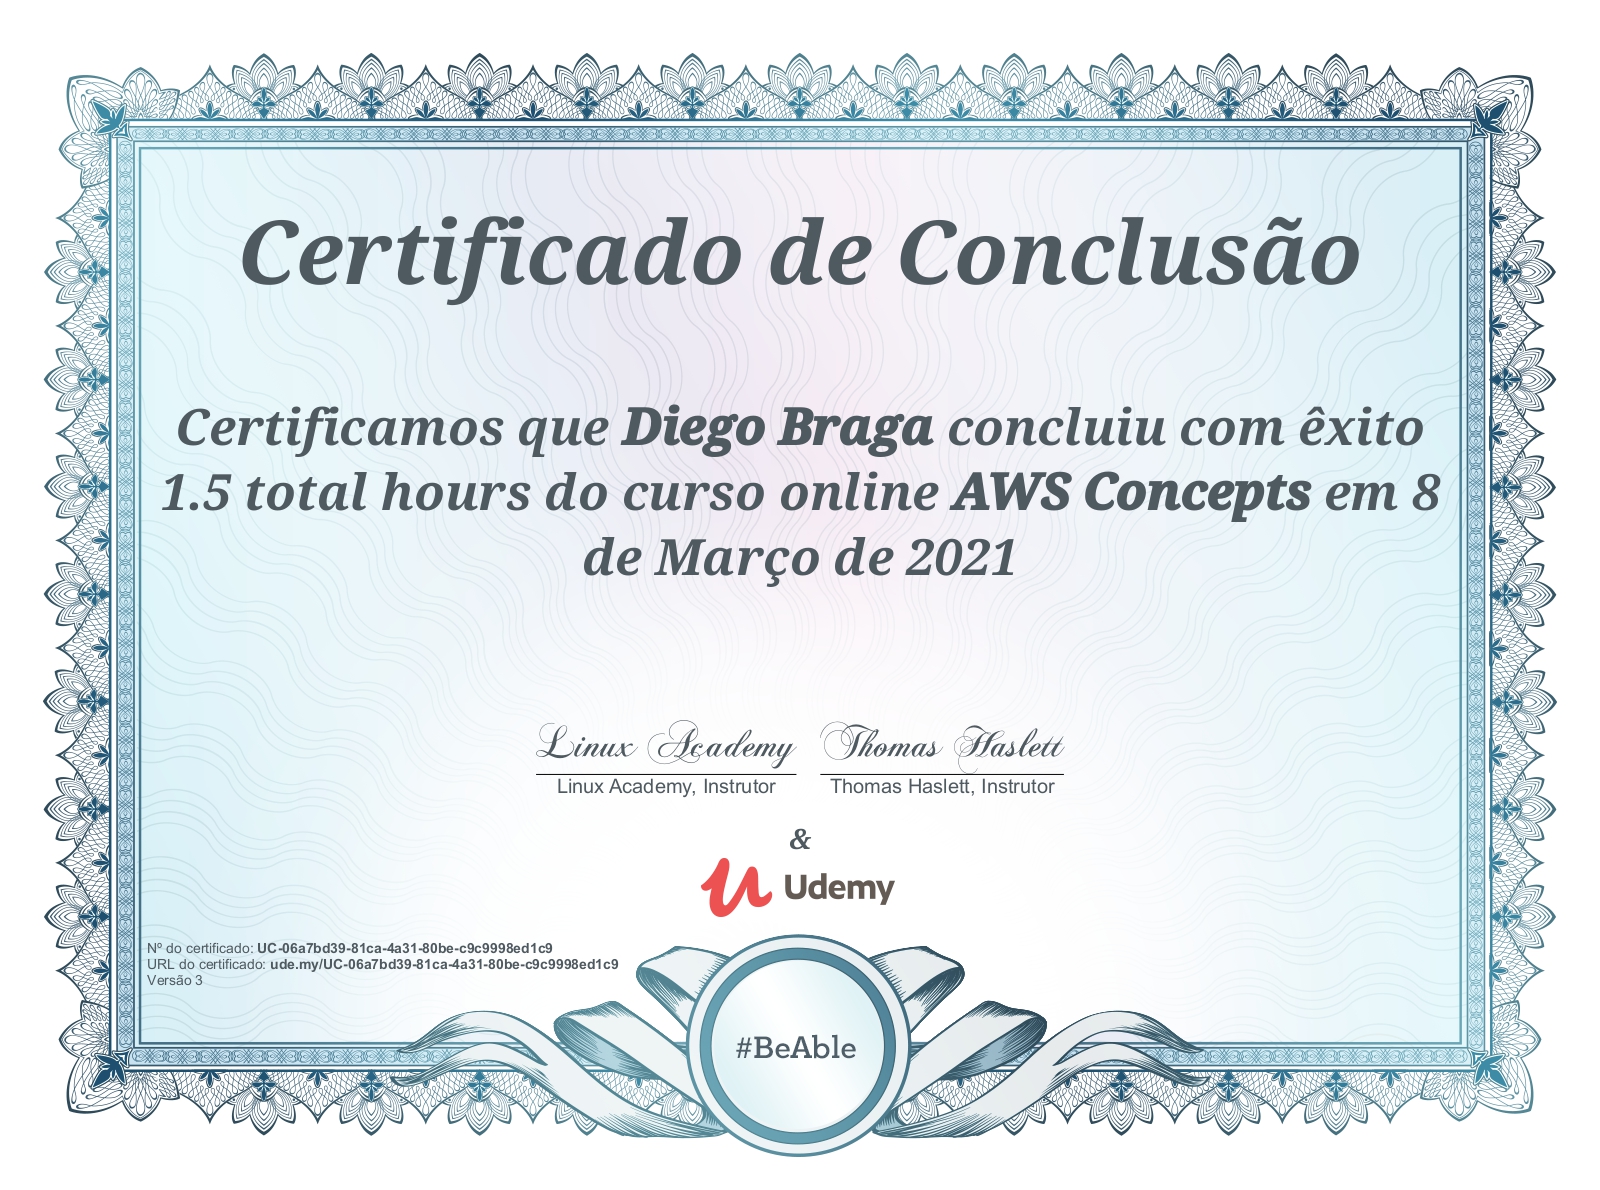 Certificado de Conclusão
Certificamos que Diego Braga concluiu com êxito
1.5 total hours do curso online AWS Concepts em 8
de Março de 2021
Linux Academy Thomas Haslett
Linux Academy, Instrutor Thomas Haslett, Instrutor
&
Udemy
Nº do certificado: UC-06a7bd39-81ca-4a31-80be-c9c9998ed1c9
URL do certificado: ude.my/UC-06a7bd39-81ca-4a31-80be-c9c9998ed1c9
Versão 3
#BeAble